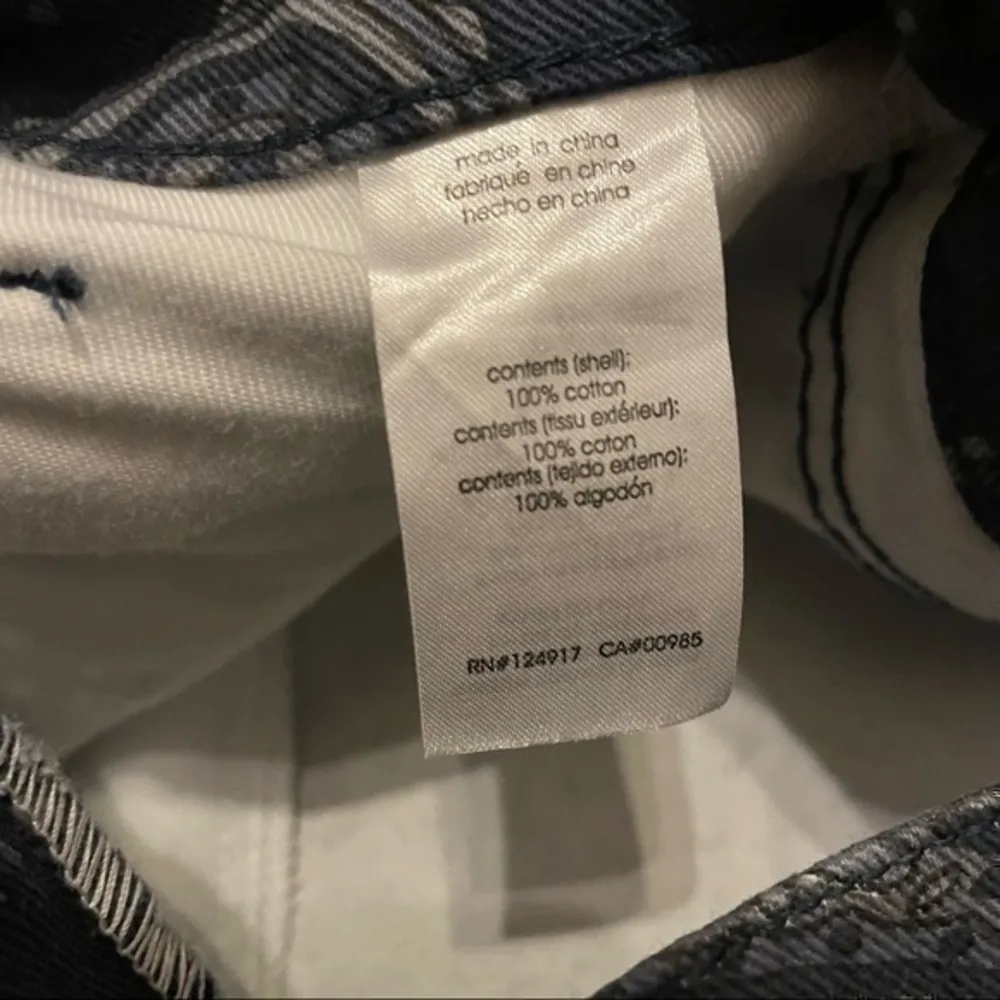 made in china
fabriqué en chine
hecho en china
contents (shell):
100% cotton
contents (tissu extérieur):
100% coton
contents (tejido externo):
100% algodón
RN#124917 CA#00985